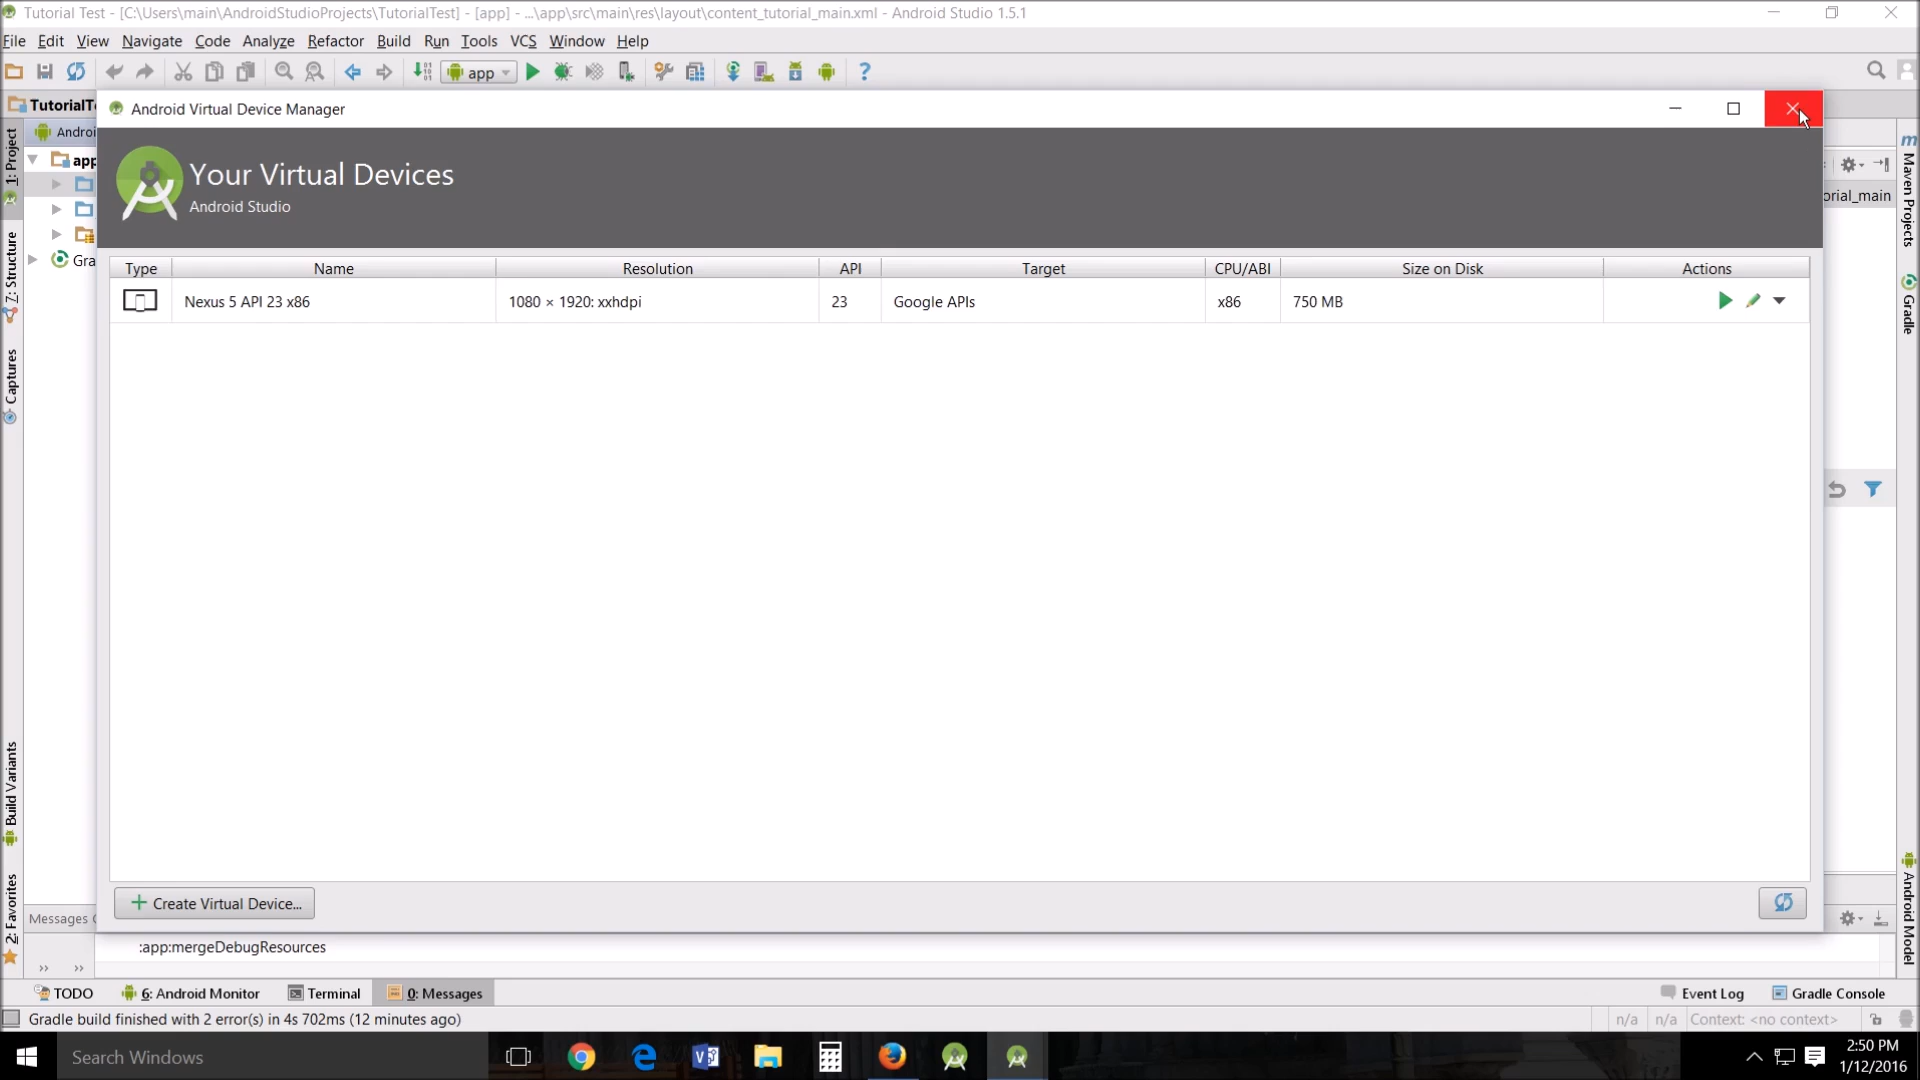 Tutorial Test - [C:\Users\main\AndroidStudioProjects\TutorialTest] - [app] - ...\app\src\main\res\layout\content_tutorial_main.xml - Android Studio 1.5.1
File Edit View Navigate Code Analyze Refactor Build Run Tools VCS Window Help
app
TutorialT
Android Virtual Device Manager
Androi
app
Gra
Your Virtual Devices
Android Studio
orial_main
Type Name Resolution API Target CPU/ABI Size on Disk Actions
Nexus 5 API 23 x86 1080 × 1920: xxhdpi 23 Google APIs x86 750 MB
1: Project
7: Structure
Captures
Build Variants
2: Favorites
Maven Projects
Gradle
Android Model
Create Virtual Device...
Messages
:app:mergeDebugResources
TODO 6: Android Monitor Terminal 0: Messages Event Log Gradle Console
Gradle build finished with 2 error(s) in 4s 702ms (12 minutes ago) n/a n/a Context: <no context>
Search Windows
2:50 PM
1/12/2016